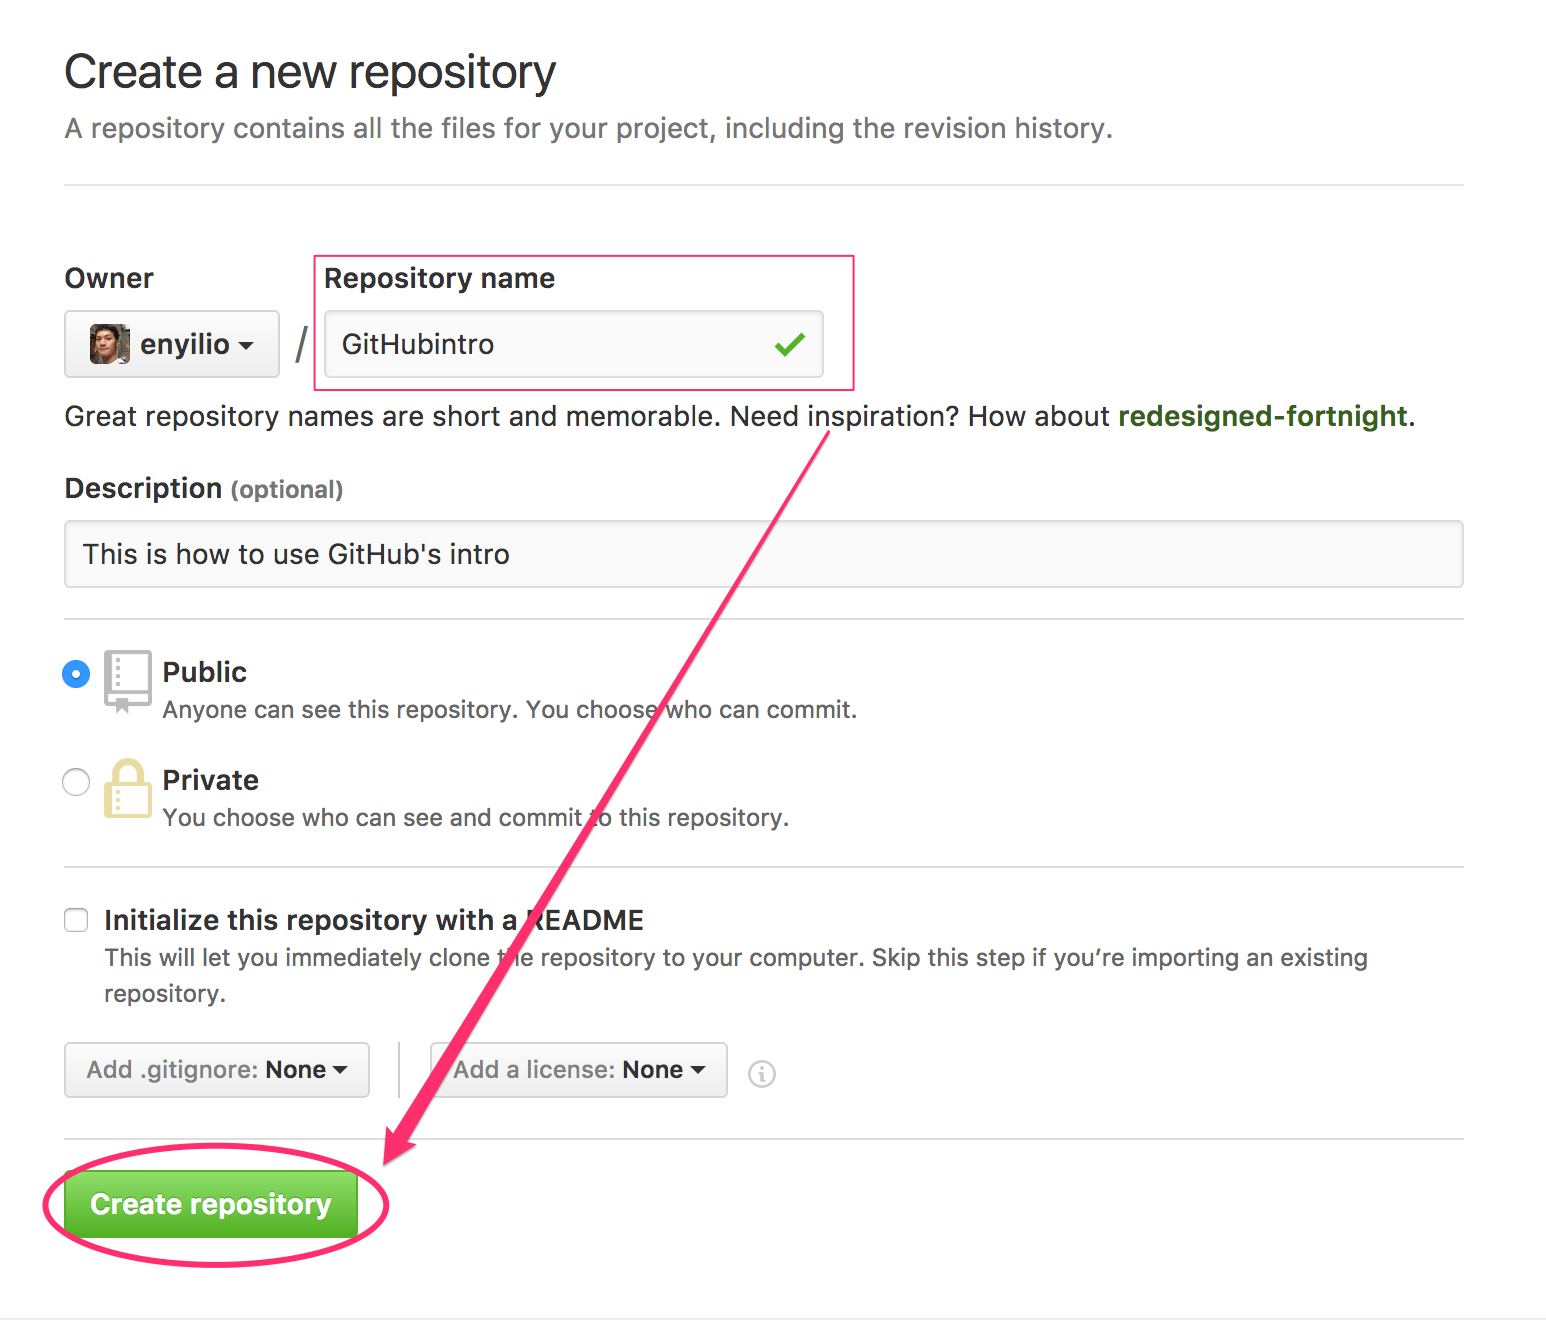 Create a new repository
A repository contains all the files for your project, including the revision history.
Owner
Repository name
enyilio
/
GitHubintro
Great repository names are short and memorable. Need inspiration? How about redesigned-fortnight.
Description (optional)
This is how to use GitHub's intro
Public
Anyone can see this repository. You choose who can commit.
Private
You choose who can see and commit to this repository.
Initialize this repository with a README
This will let you immediately clone the repository to your computer. Skip this step if you’re importing an existing
repository.
Add .gitignore: None
Add a license: None
Create repository